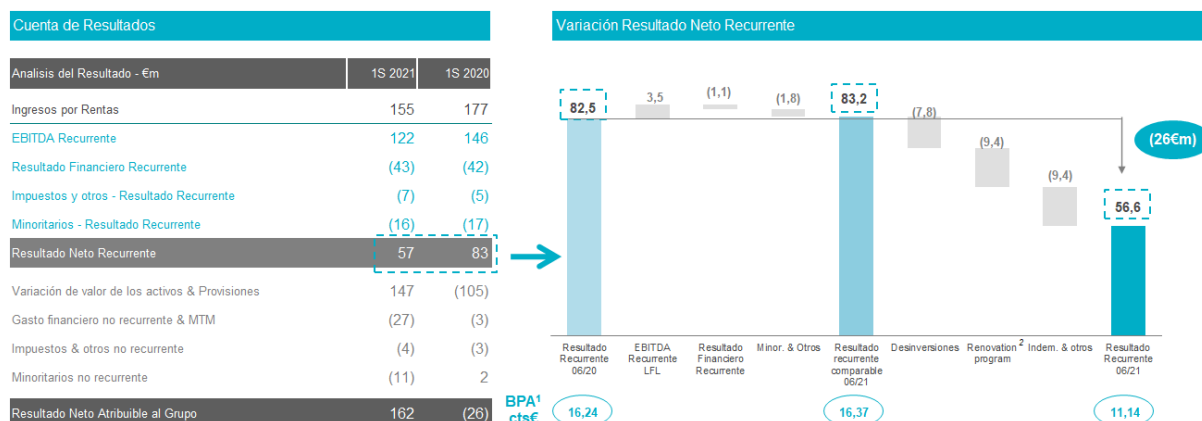 Cuenta de Resultados
Analisis del Resultado - €m 1S 2021 1S 2020
Ingresos por Rentas 155 177
EBITDA Recurrente 122 146
Resultado Financiero Recurrente (43) (42)
Impuestos y otros - Resultado Recurrente (7) (5)
Minoritarios - Resultado Recurrente (16) (17)
Resultado Neto Recurrente 57 83
Variación de valor de los activos & Provisiones 147 (105)
Gasto financiero no recurrente & MTM (27) (3)
Impuestos & otros no recurrente (4) (3)
Minoritarios no recurrente (11) 2
Resultado Neto Atribuible al Grupo 162 (26)
Variación Resultado Neto Recurrente
82,5 3,5 (1,1) (1,8) 83,2 (7,8) (9,4) (9,4) 56,6
(26€m)
Resultado Recurrente 06/20
EBITDA Recurrente LFL
Resultado Financiero Recurrente
Minor. & Otros
Resultado recurrente comparable 06/21
Desinversiones
Renovation program ²
Indem. & otros
Resultado Recurrente 06/21
BPA¹ cts€
16,24 16,37 11,14